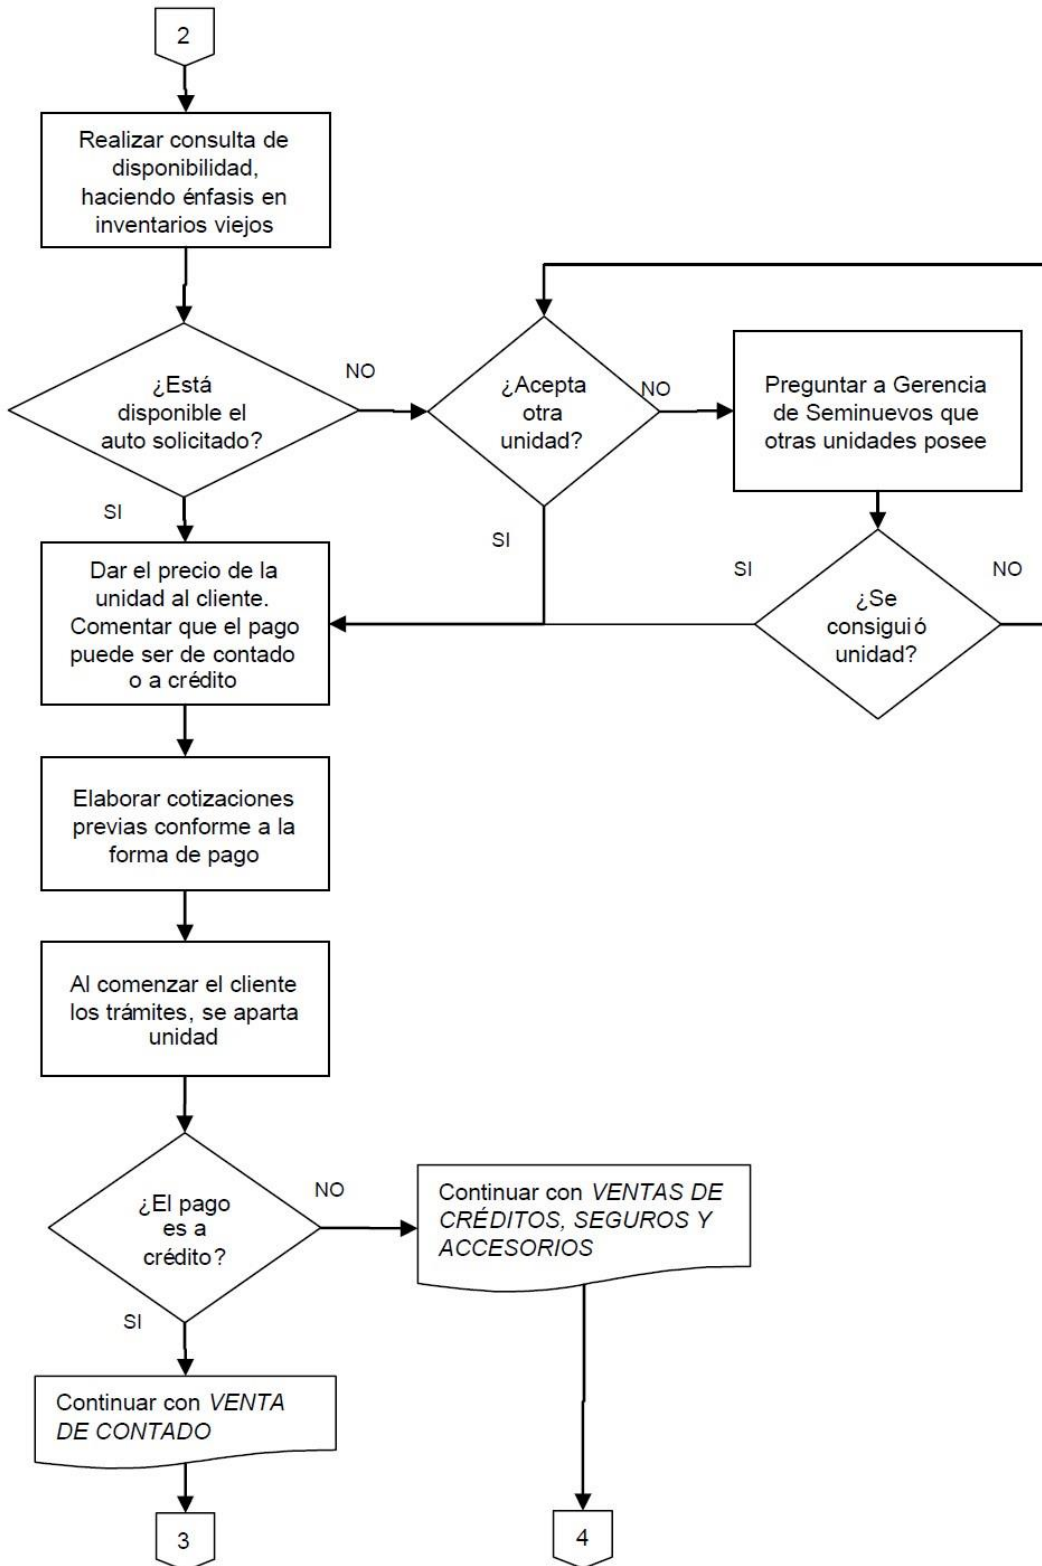 2
Realizar consulta de
disponibilidad,
haciendo énfasis en
inventarios viejos
¿Está
disponible el
auto solicitado?
NO
¿Acepta
otra
unidad?
NO
Preguntar a Gerencia
de Seminuevos que
otras unidades posee
SI
SI
SI
NO
Dar el precio de la
unidad al cliente.
Comentar que el pago
puede ser de contado
o a crédito
¿Se
consiguió
unidad?
Elaborar cotizaciones
previas conforme a la
forma de pago
Al comenzar el cliente
los trámites, se aparta
unidad
¿El pago
es a
crédito?
NO
Continuar con VENTAS DE
CRÉDITOS, SEGUROS Y
ACCESORIOS
SI
Continuar con VENTA
DE CONTADO
3
4